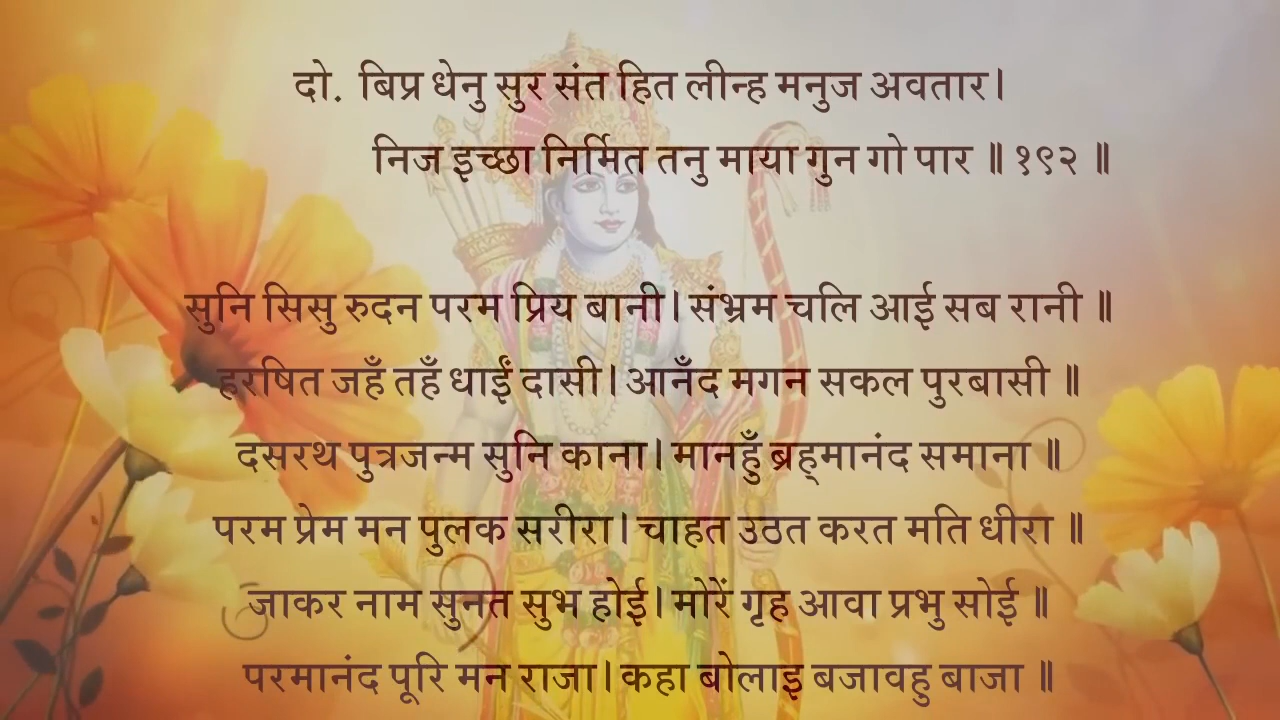 दो. बिप्र धेनु सुर संत हित लीन्ह मनुज अवतार।
निज इच्छा निर्मित तनु माया गुन गो पार ॥ १९२ ॥
सुनि सिसु रुदन परम प्रिय बानी। संभ्रम चलि आई सब रानी ॥
हरषित जहँ तहँ धाईं दासी। आनँद मगन सकल पुरबासी ॥
दसरथ पुत्रजन्म सुनि काना। मानहुँ ब्रह्मानंद समाना ॥
परम प्रेम मन पुलक सरीरा। चाहत उठत करत मति धीरा ॥
जाकर नाम सुनत सुभ होई। मोरें गृह आवा प्रभु सोई ॥
परमानंद पूरि मन राजा। कहा बोलाइ बजावहु बाजा ॥